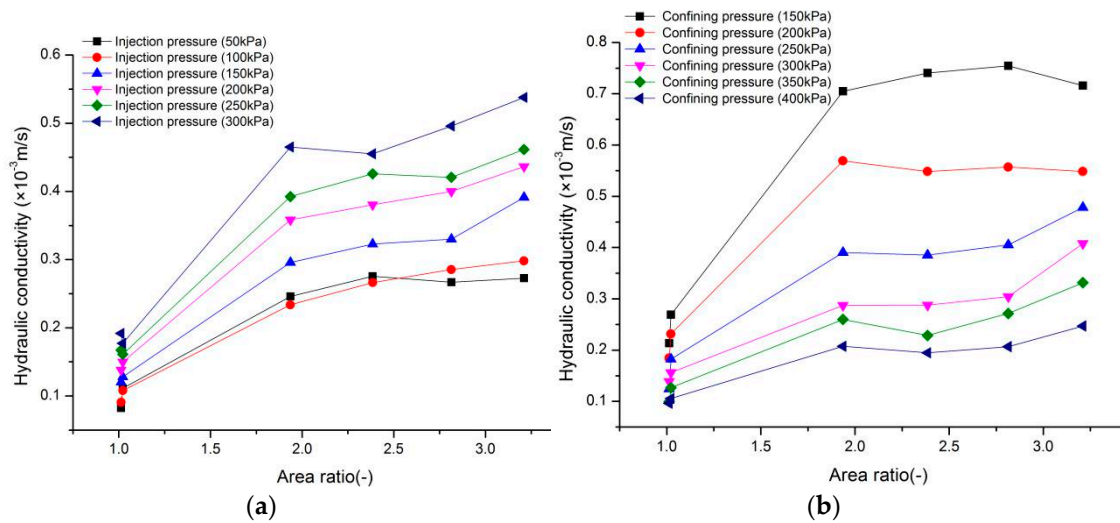 Injection pressure (50kPa)
Injection pressure (100kPa)
Injection pressure (150kPa)
Injection pressure (200kPa)
Injection pressure (250kPa)
Injection pressure (300kPa)
0.6
0.5
0.4
0.3
0.2
0.1
Hydraulic conductivity (×10⁻³m/s)
1.0 1.5 2.0 2.5 3.0
Area ratio(-)
(a)
Confining pressure (150kPa)
Confining pressure (200kPa)
Confining pressure (250kPa)
Confining pressure (300kPa)
Confining pressure (350kPa)
Confining pressure (400kPa)
0.8
0.7
0.6
0.5
0.4
0.3
0.2
0.1
Hydraulic conductivity (×10⁻³m/s)
1.0 1.5 2.0 2.5 3.0
Area ratio(-)
(b)